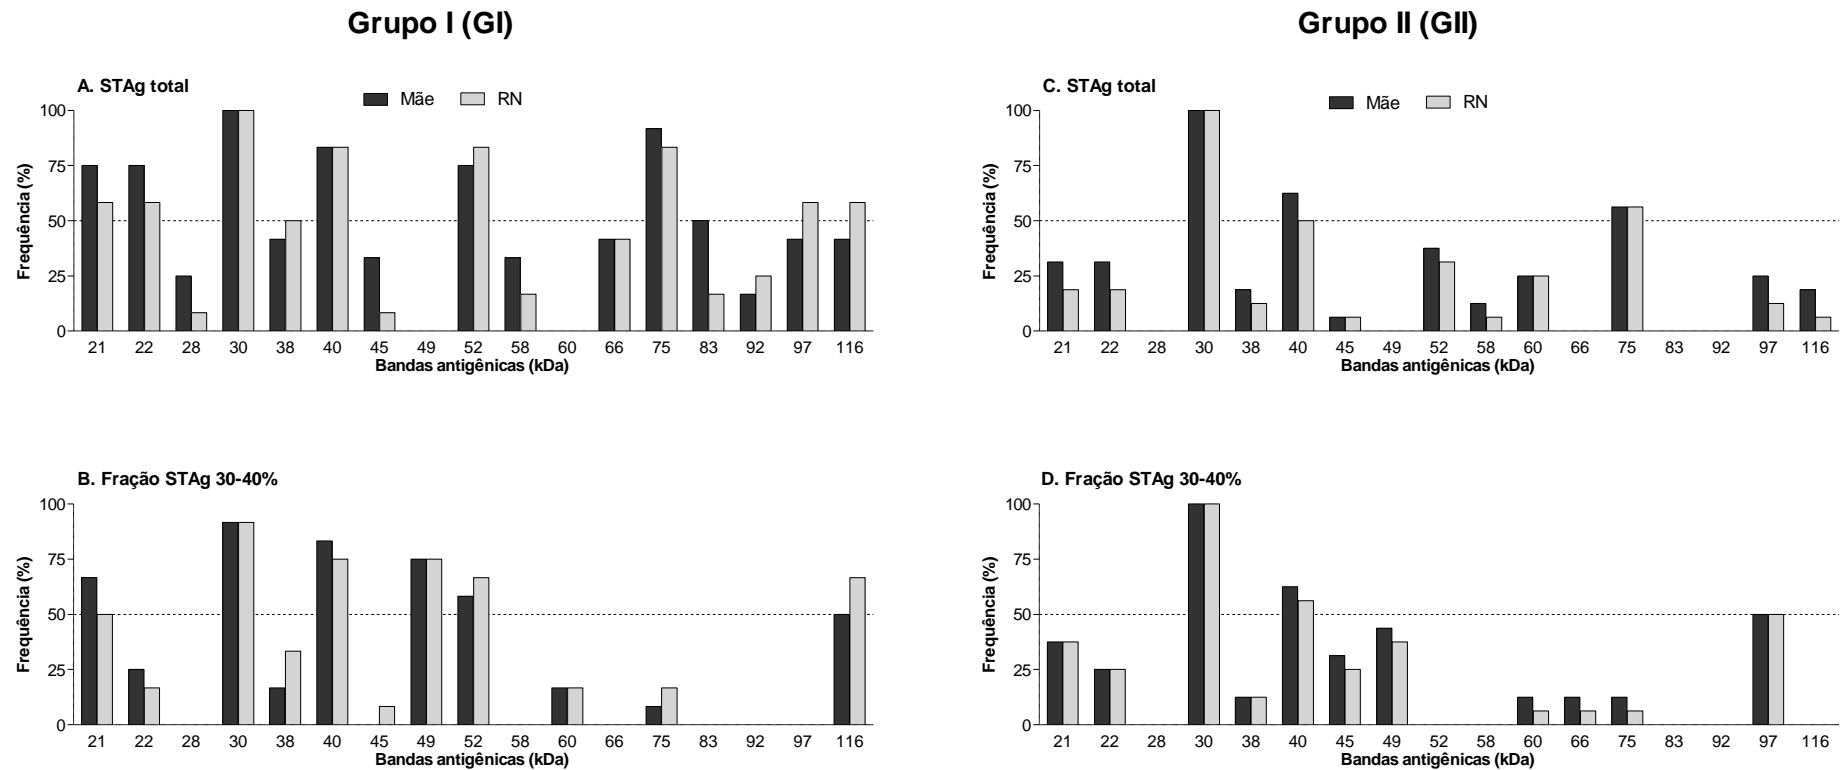 Grupo I (GI)
Grupo II (GII)
A. STAg total
Mãe
RN
100
75
50
25
0
Frequência (%)
21 22 28 30 38 40 45 49 52 58 60 66 75 83 92 97 116
Bandas antigênicas (kDa)
C. STAg total
Mãe
RN
100
75
50
25
0
Frequência (%)
21 22 28 30 38 40 45 49 52 58 60 66 75 83 92 97 116
Bandas antigênicas (kDa)
B. Fração STAg 30-40%
100
75
50
25
0
Frequência (%)
21 22 28 30 38 40 45 49 52 58 60 66 75 83 92 97 116
Bandas antigênicas (kDa)
D. Fração STAg 30-40%
100
75
50
25
0
Frequência (%)
21 22 28 30 38 40 45 49 52 58 60 66 75 83 92 97 116
Bandas antigênicas (kDa)